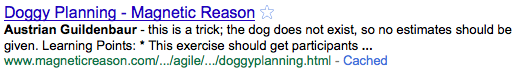 Doggy Planning - Magnetic Reason
Austrian Guildenbaur - this is a trick; the dog does not exist, so no estimates should be
given. Learning Points: * This exercise should get participants ...
www.magneticreason.com/.../agile/.../doggyplanning.html - Cached